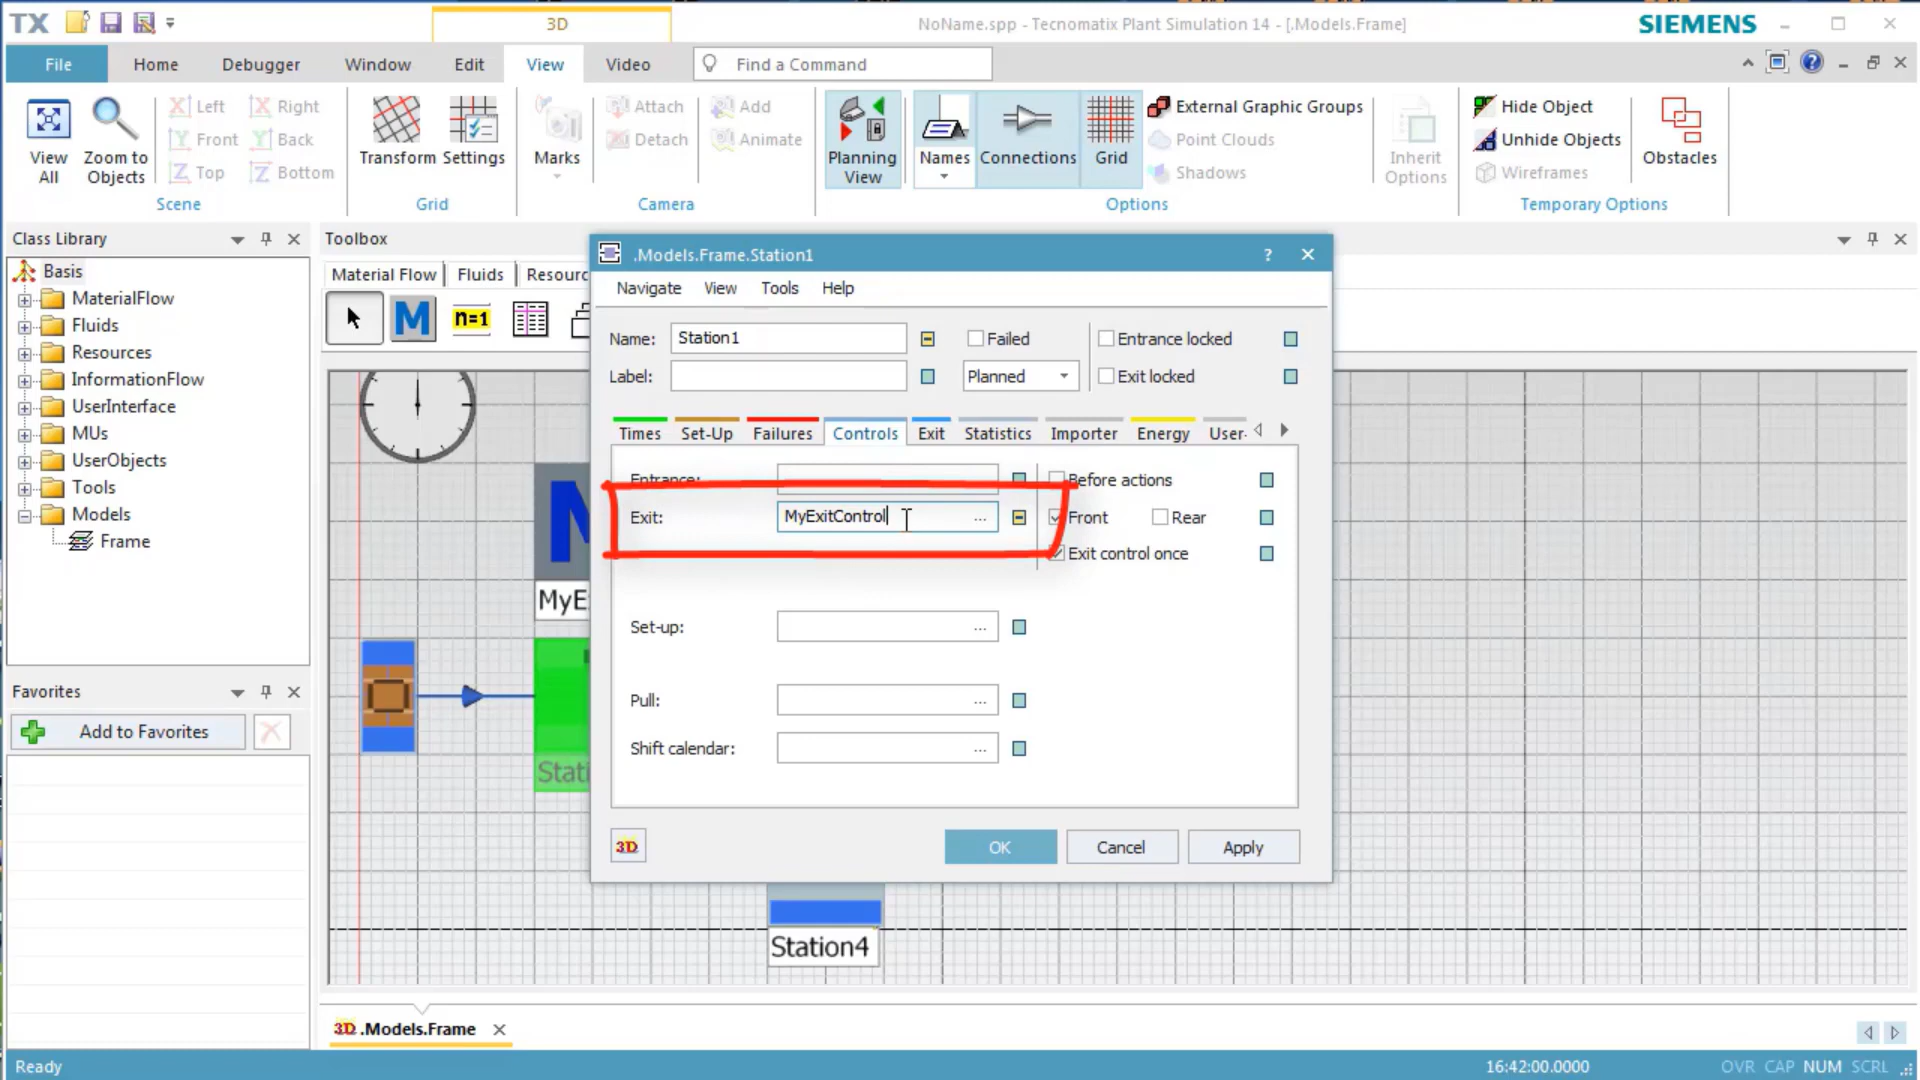 TX
3D
NoName.spp - Tecnomatix Plant Simulation 14 - [.Models.Frame]
SIEMENS
File
Home
Debugger
Window
Edit
View
Video
Find a Command
View All
Zoom to Objects
Left
Front
Top
Right
Back
Bottom
Scene
Transform
Settings
Grid
Marks
Attach
Detach
Add
Animate
Camera
Planning View
Names
Connections
Grid
External Graphic Groups
Point Clouds
Shadows
Options
Inherit Options
Hide Object
Unhide Objects
Wireframes
Obstacles
Temporary Options
Class Library
Basis
MaterialFlow
Fluids
Resources
InformationFlow
UserInterface
MUs
UserObjects
Tools
Models
Frame
Favorites
Add to Favorites
Toolbox
Material Flow
Fluids
Resourc
M
n=1
MyE
Stati
Station4
.Models.Frame.Station1
?
Navigate
View
Tools
Help
Name:
Station1
Failed
Entrance locked
Label:
Planned
Exit locked
Times
Set-Up
Failures
Controls
Exit
Statistics
Importer
Energy
User-
Entrance:
Before actions
Exit:
MyExitControl
...
Front
Rear
Exit control once
Set-up:
...
Pull:
...
Shift calendar:
...
3D
OK
Cancel
Apply
3D .Models.Frame
Ready
16:42:00.0000
OVR CAP NUM SCRL